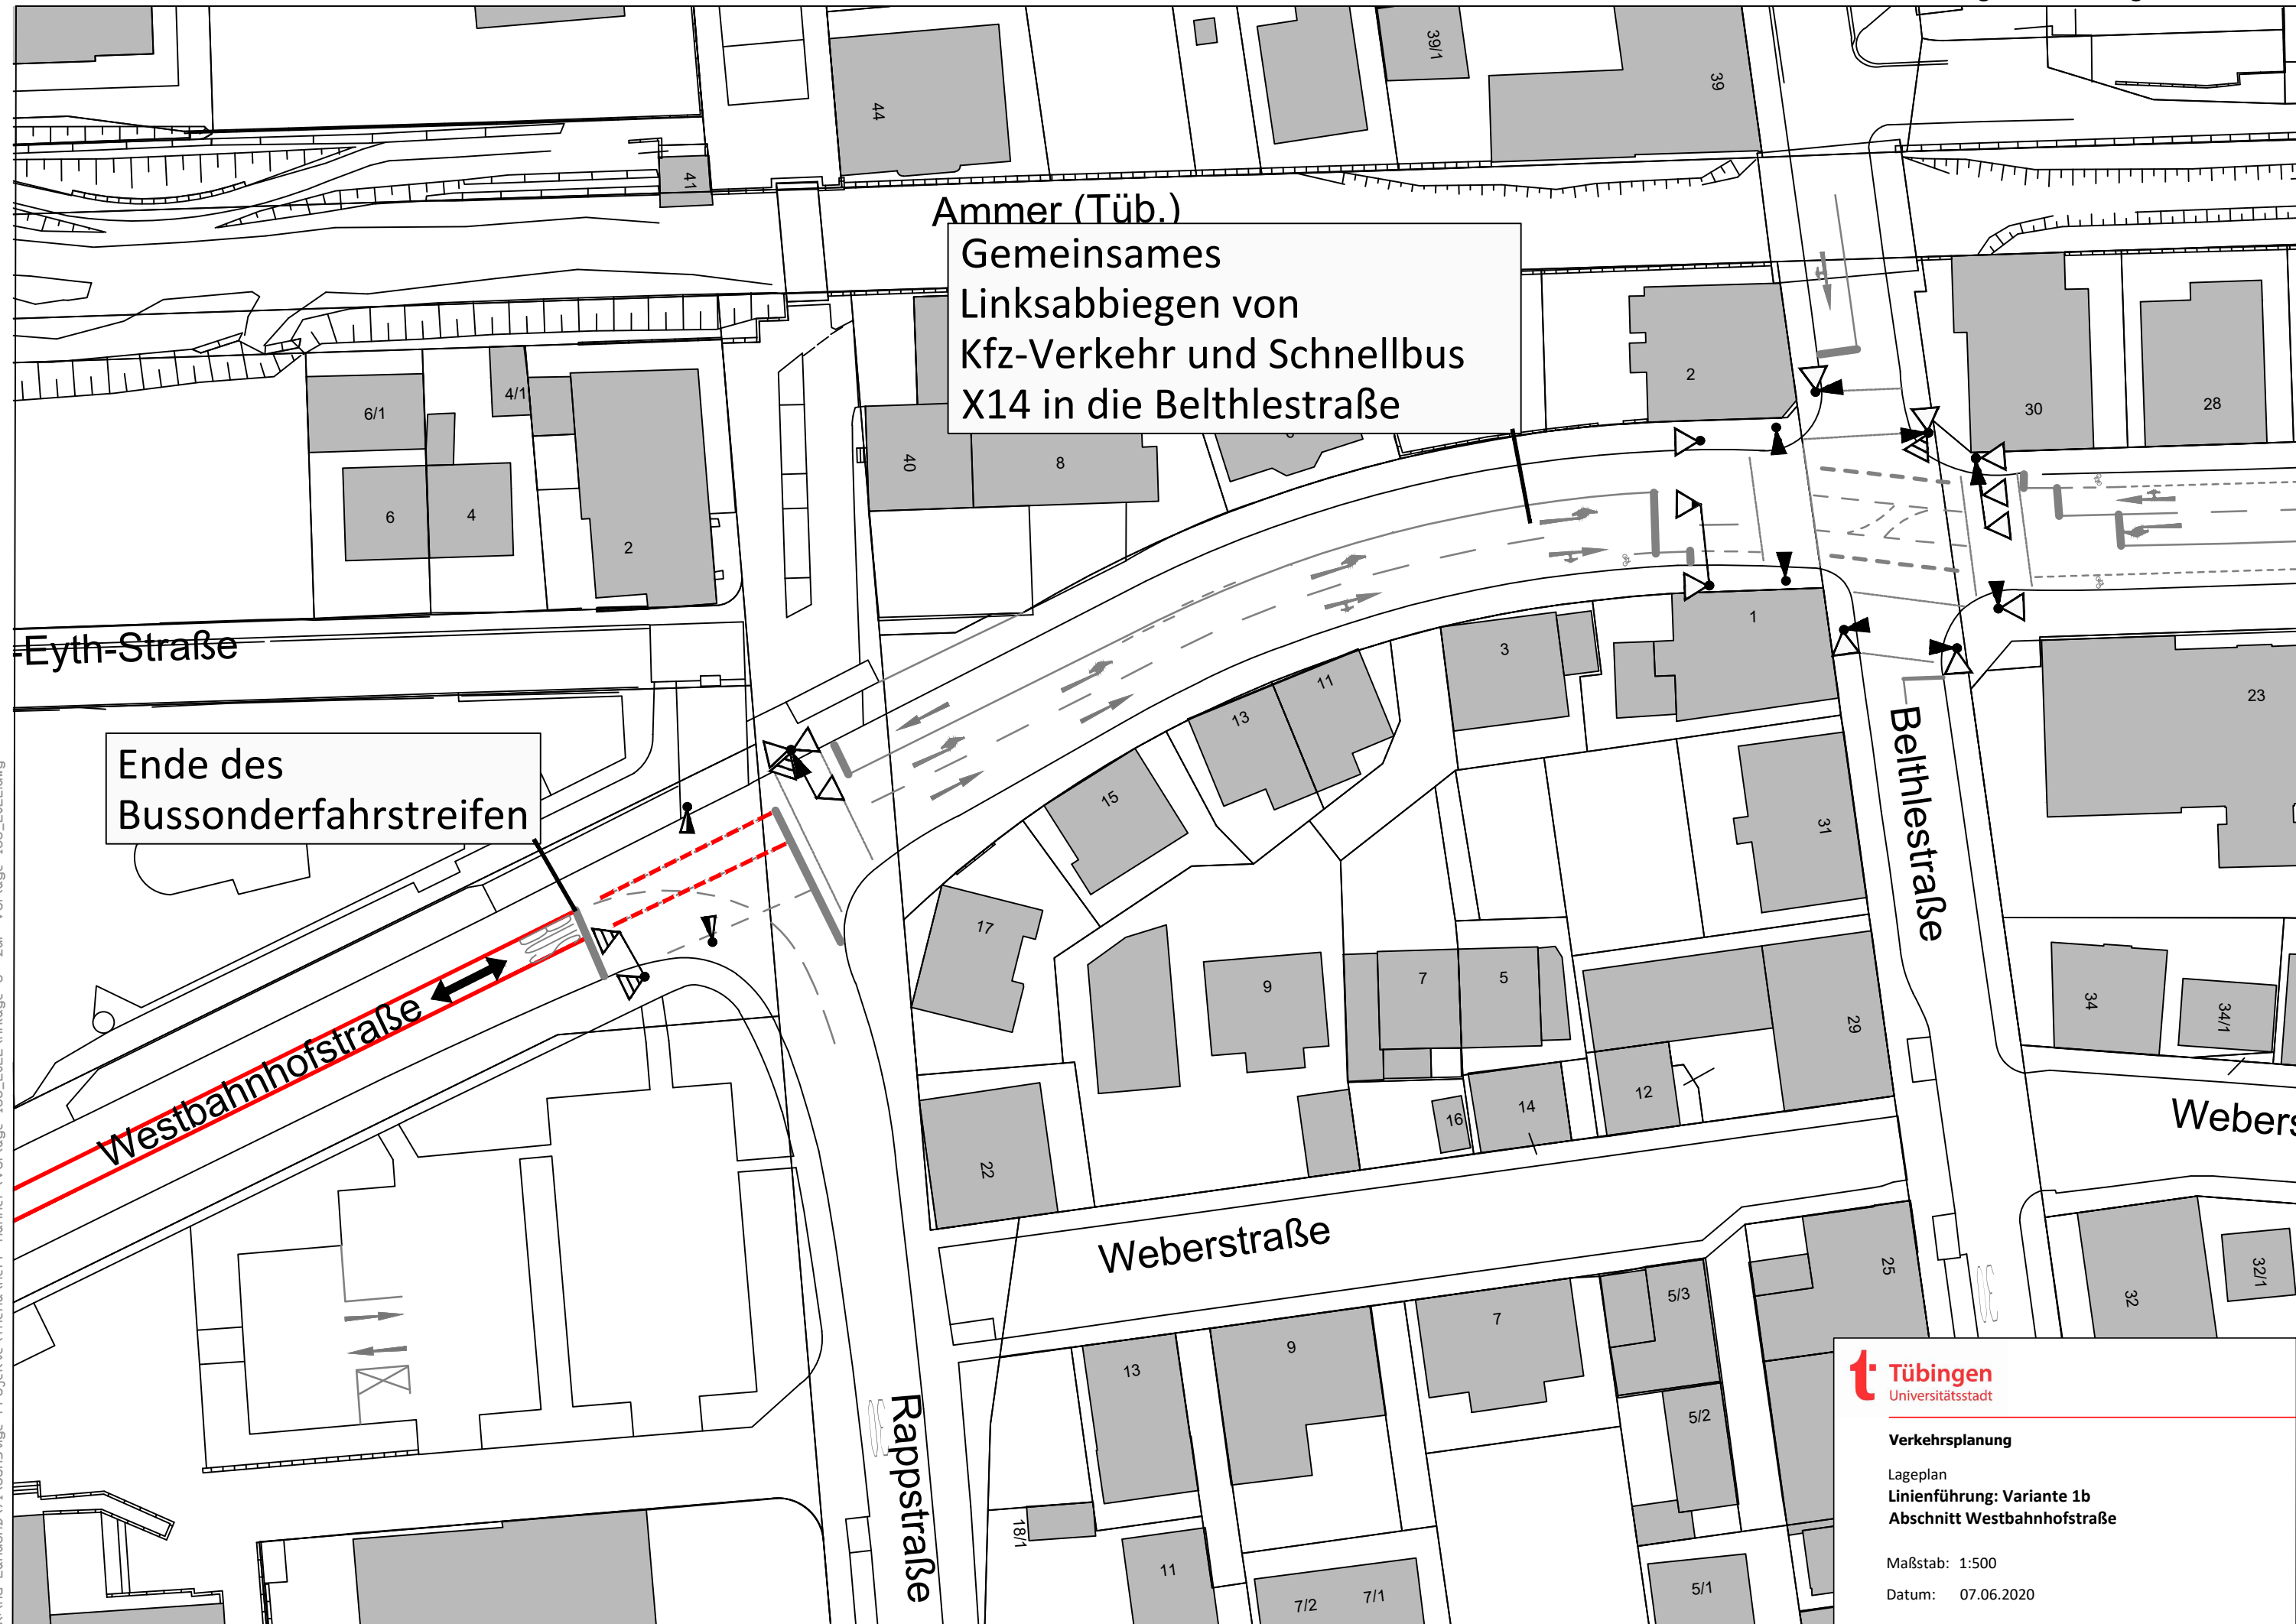 39/1
39
44
41
Ammer (Tüb.)
Gemeinsames
Linksabbiegen von
Kfz-Verkehr und Schnellbus
X14 in die Belthlestraße
2
30
28
6/1
4/1
40
8
6
4
2
-Eyth-Straße
1
3
11
13
23
15
Belthlestraße
Ende des
Bussonderfahrstreifen
31
17
9
7
5
29
34
34/1
Westbahnhofstraße
12
14
16
22
Webers
Weberstraße
25
5/3
32/1
32
7
9
13
5/2
Rappstraße
18/1
11
7/2
7/1
5/1
Tübingen
Universitätsstadt
Verkehrsplanung
Lageplan
Linienführung: Variante 1b
Abschnitt Westbahnhofstraße
Maßstab: 1:500
Datum: 07.06.2020